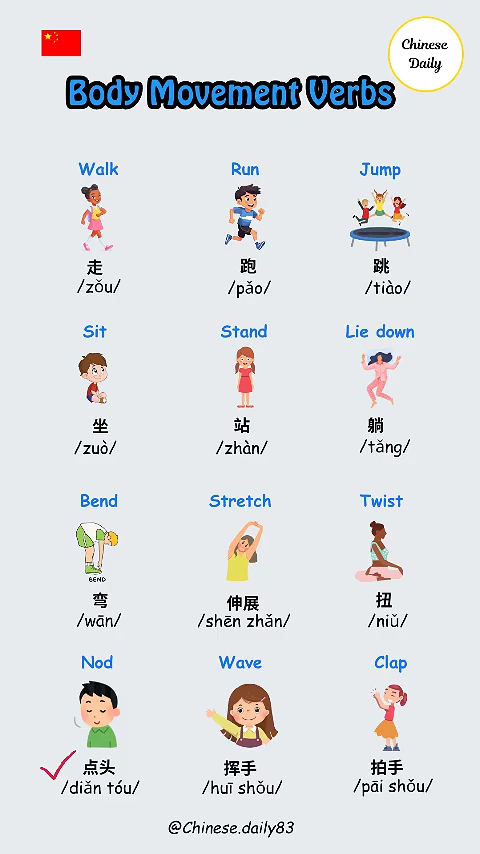 Chinese
Daily
Body Movement Verbs
Walk Run Jump
走 跑 跳
/zǒu/ /pǎo/ /tiào/
Sit Stand Lie down
坐 站 躺
/zuò/ /zhàn/ /tǎng/
Bend Stretch Twist
BEND
弯 伸展 扭
/wān/ /shēn zhǎn/ /niǔ/
Nod Wave Clap
点头 挥手 拍手
/diǎn tóu/ /huī shǒu/ /pāi shǒu/
@Chinese.daily83